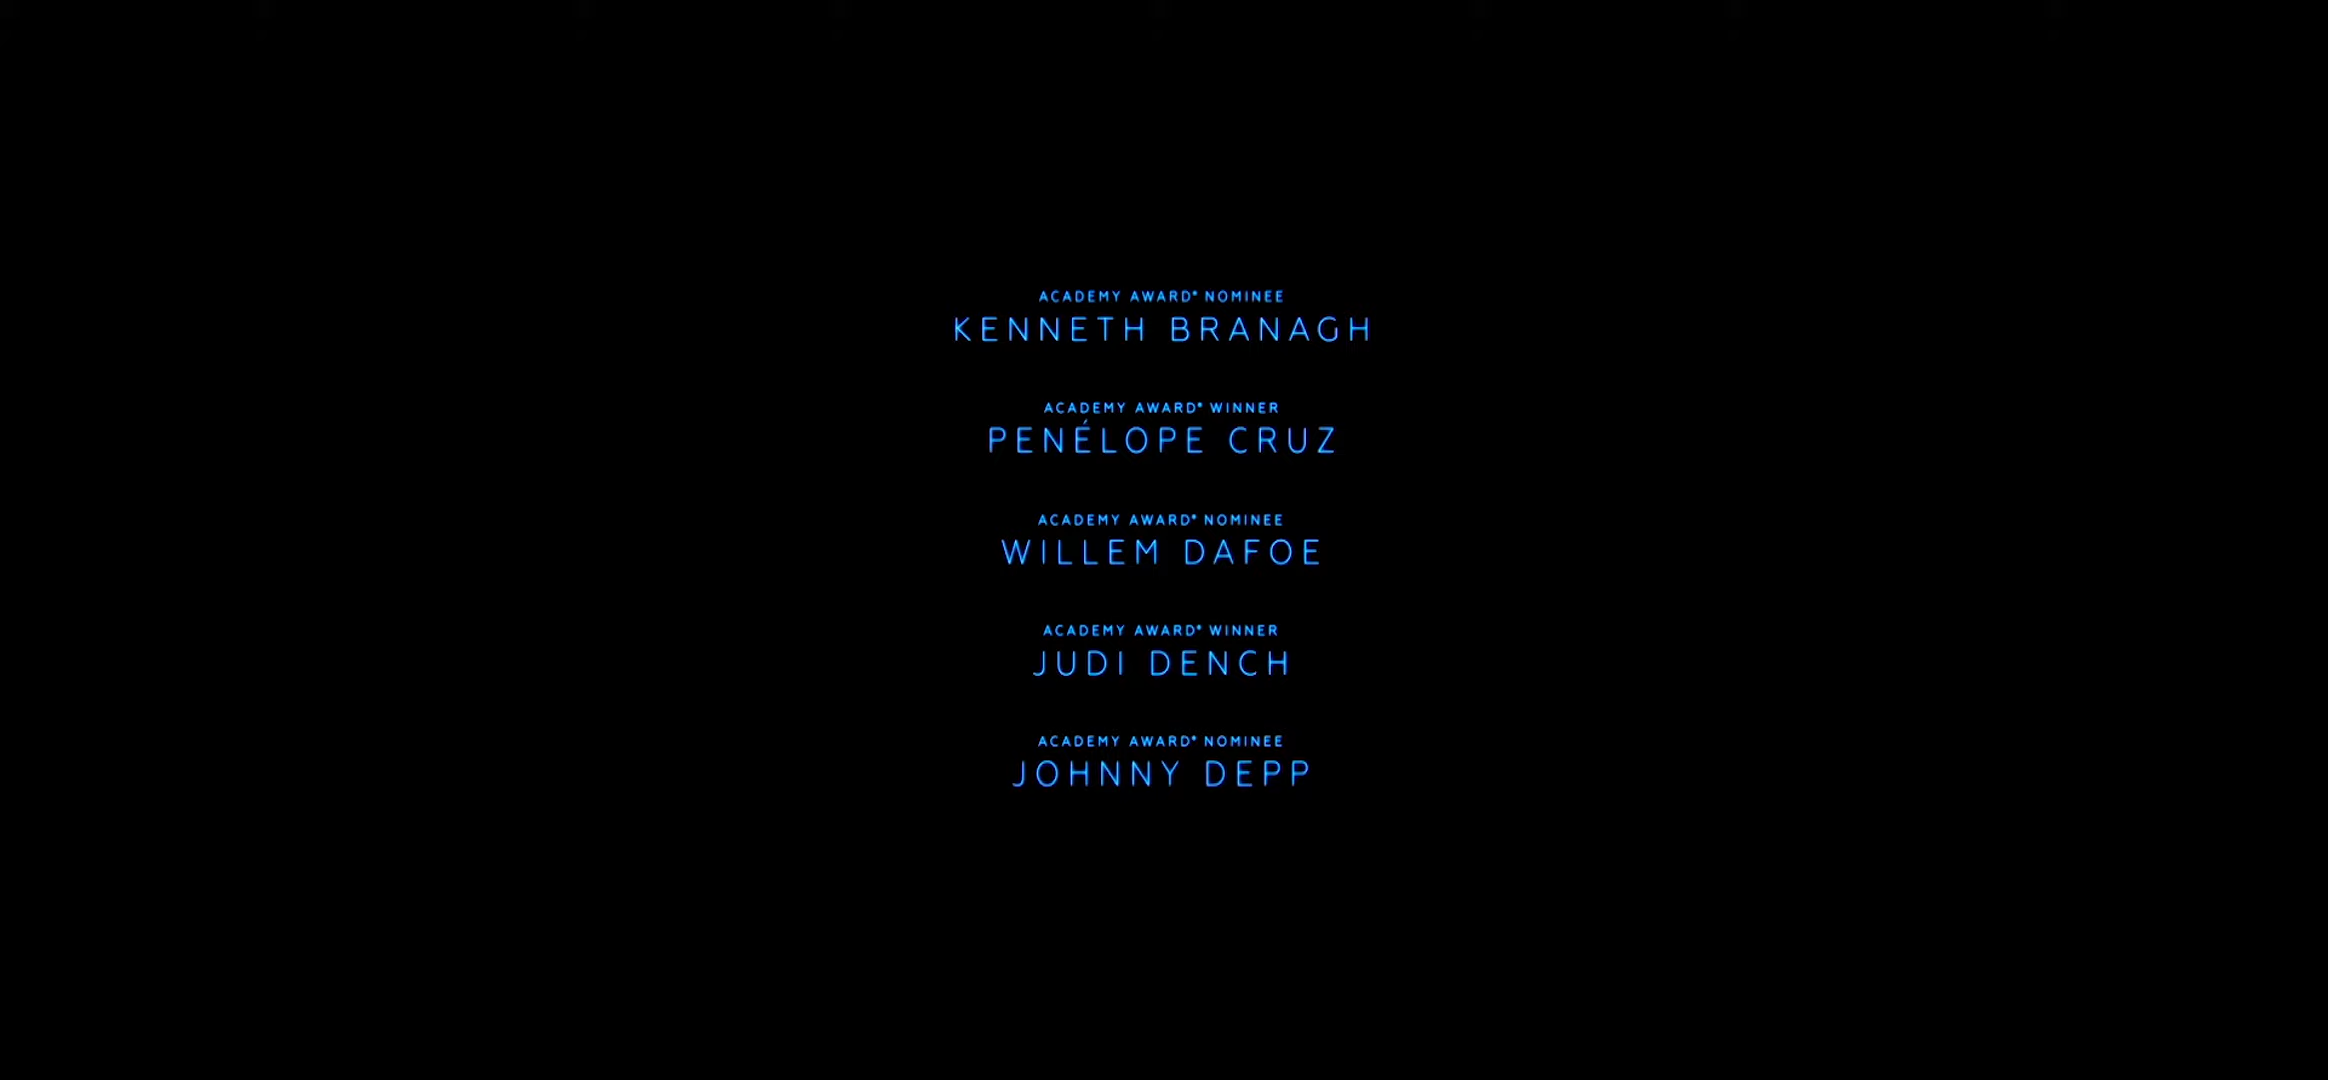 ACADEMY AWARD® NOMINEE
KENNETH BRANAGH
ACADEMY AWARD® WINNER
PENÉLOPE CRUZ
ACADEMY AWARD® NOMINEE
WILLEM DAFOE
ACADEMY AWARD® WINNER
JUDI DENCH
ACADEMY AWARD® NOMINEE
JOHNNY DEPP